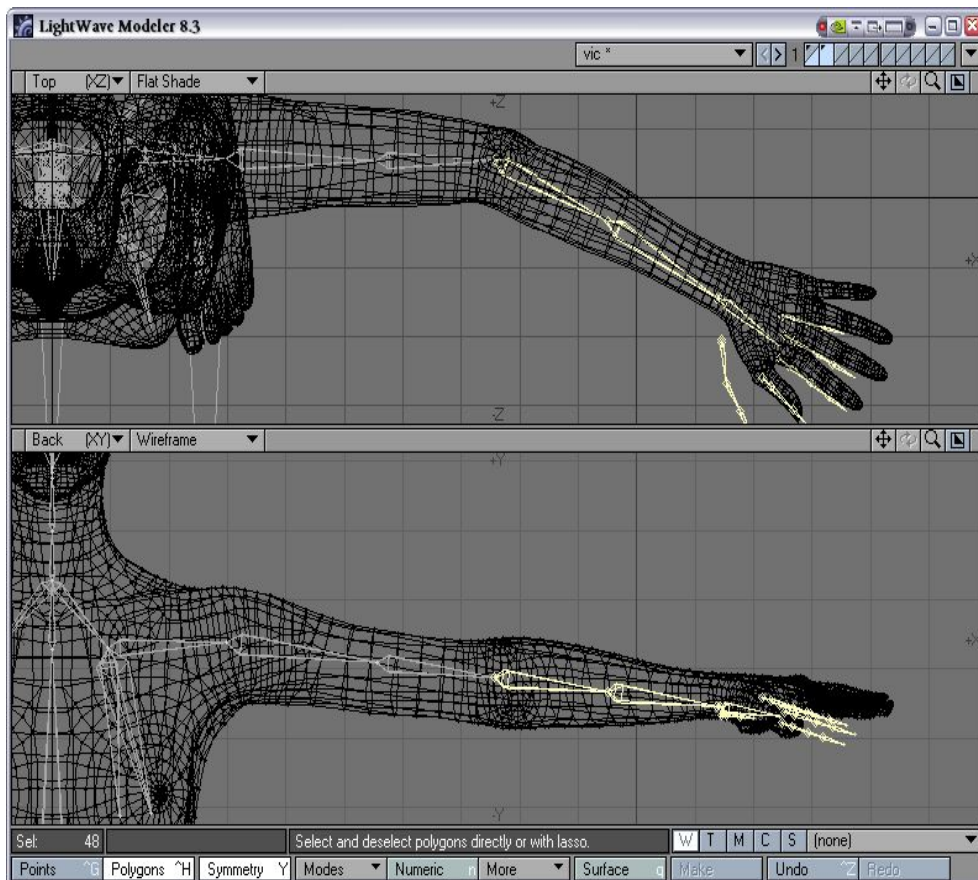 LightWave Modeler 8.3
vic * 1
Top (XZ) Flat Shade
+Z
+X
-Z
Back (XY) Wireframe
+Y
+X
-Y
Sel: 48 Select and deselect polygons directly or with lasso. W T M C S (none)
Points ^G Polygons ^H Symmetry Y Modes Numeric n More Surface q Make Undo ^Z Redo